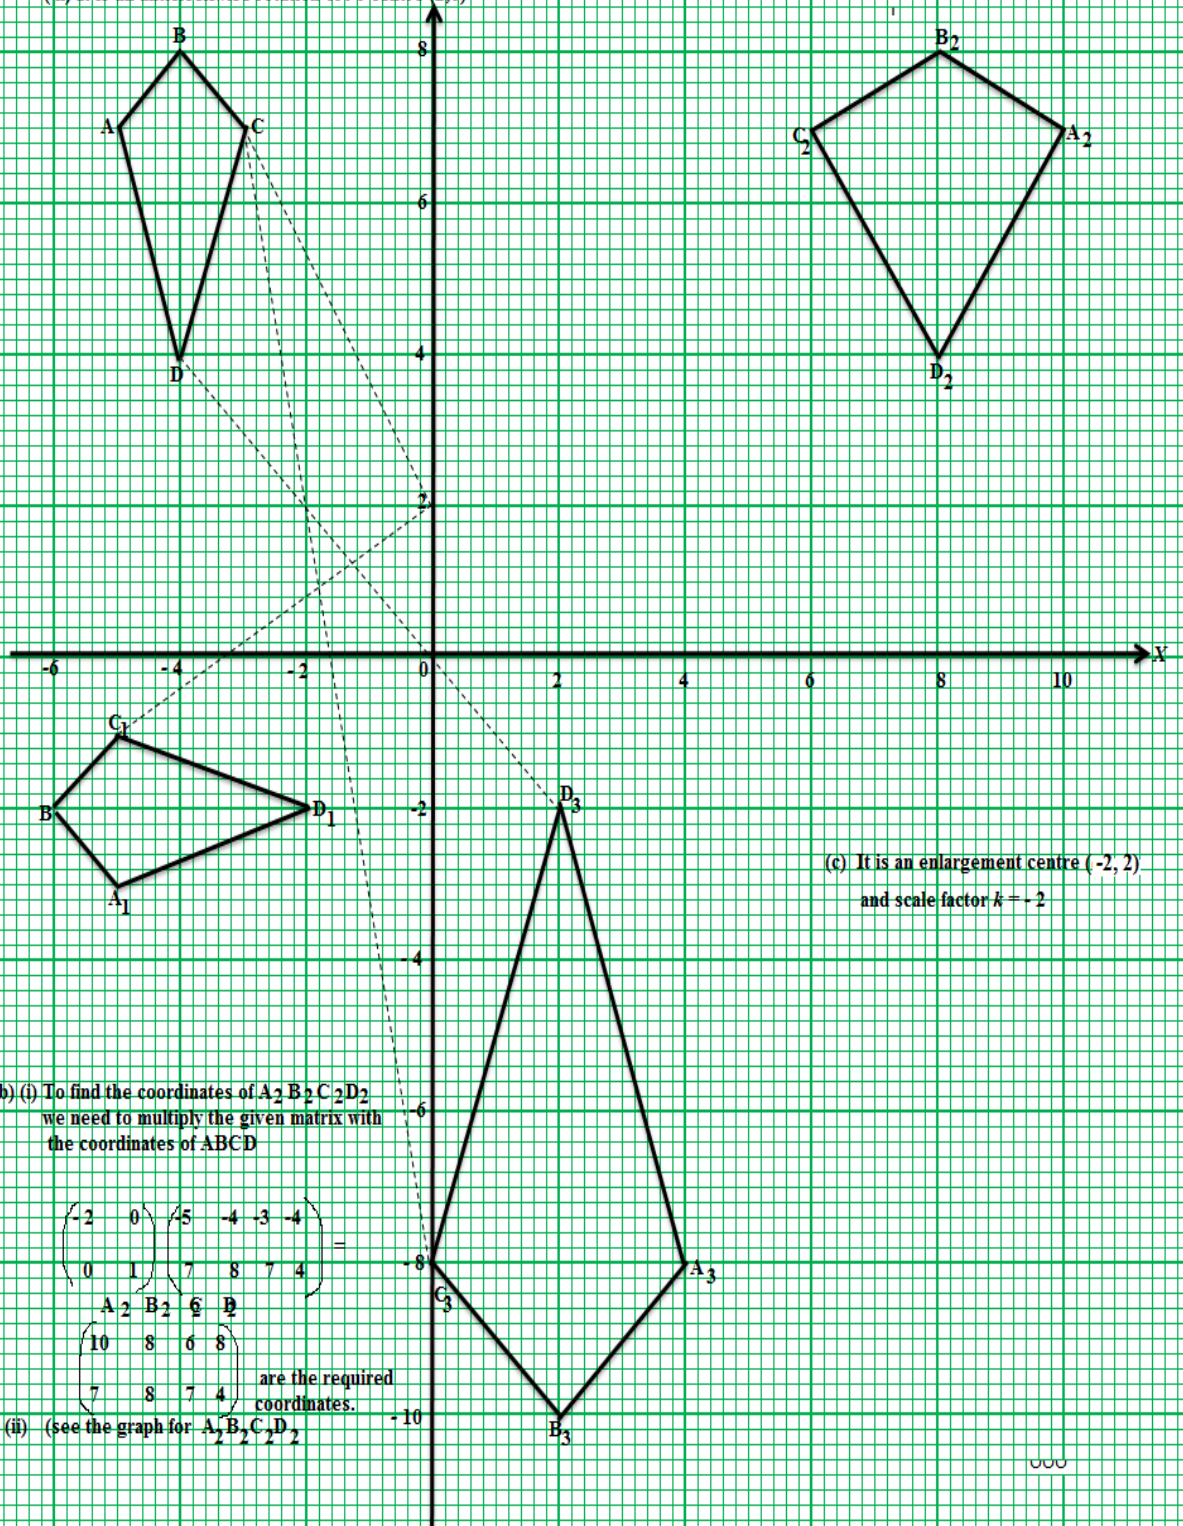 B
8
B2
A
C
C2
A2
6
4
D
D2
2
-6
- 4
- 2
0
2
4
6
8
10
X
C1
B
D1
-2
D3
A1
(c) It is an enlargement centre ( -2, 2)
and scale factor k = - 2
- 4
b) (i) To find the coordinates of A2 B2 C2D2
-6
we need to multiply the given matrix with
the coordinates of ABCD
- 2 0 -5 -4 -3 -4
=
0 1 7 8 7 4
- 8
A3
C3
A2 B2 C2 D2
10 8 6 8
7 8 7 4
are the required
coordinates.
- 10
(ii) (see the graph for A2B2C2D2
B3